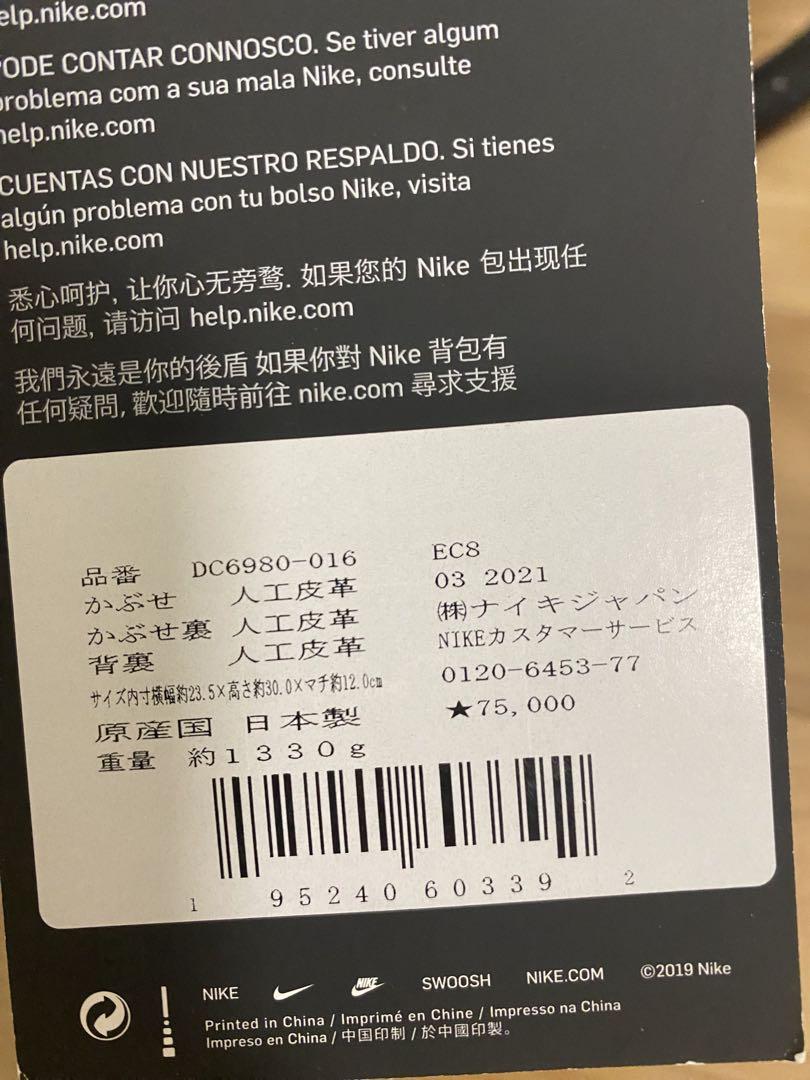 elp.nike.com
PODE CONTAR CONNOSCO. Se tiver algum
problema com a sua mala Nike, consulte
help.nike.com
CUENTAS CON NUESTRO RESPALDO. Si tienes
algún problema con tu bolso Nike, visita
help.nike.com
悉心呵护, 让你心无旁鹜. 如果您的 Nike 包出现任
何问题, 请访问 help.nike.com
我們永遠是你的後盾 如果你對 Nike 背包有
任何疑問, 歡迎隨時前往 nike.com 尋求支援
品番 DC6980-016
かぶせ 人工皮革
かぶせ裏 人工皮革
背裏 人工皮革
サイズ内寸横幅約23.5×高さ約30.0×マチ約12.0cm
原産国 日本製
重量 約1330g
EC8
03 2021
(株)ナイキジャパン
NIKEカスタマーサービス
0120-6453-77
★75,000
1 95240 60339 2
NIKE NIKE SWOOSH NIKE.COM ©2019 Nike
Printed in China / Imprimé en Chine / Impresso na China
Impreso en China / 中国印制 / 於中國印製。